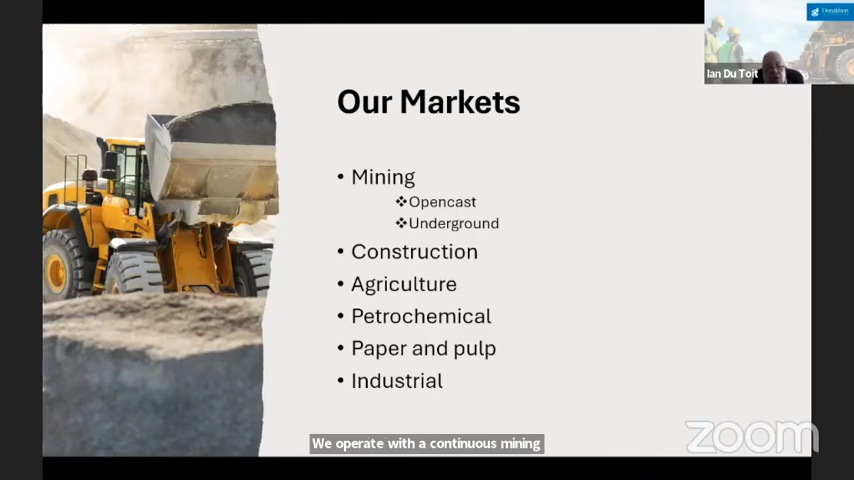 Donaldson
Ian Du Toit
Our Markets
• Mining
❖Opencast
❖Underground
• Construction
• Agriculture
• Petrochemical
• Paper and pulp
• Industrial
We operate with a continuous mining
zoom